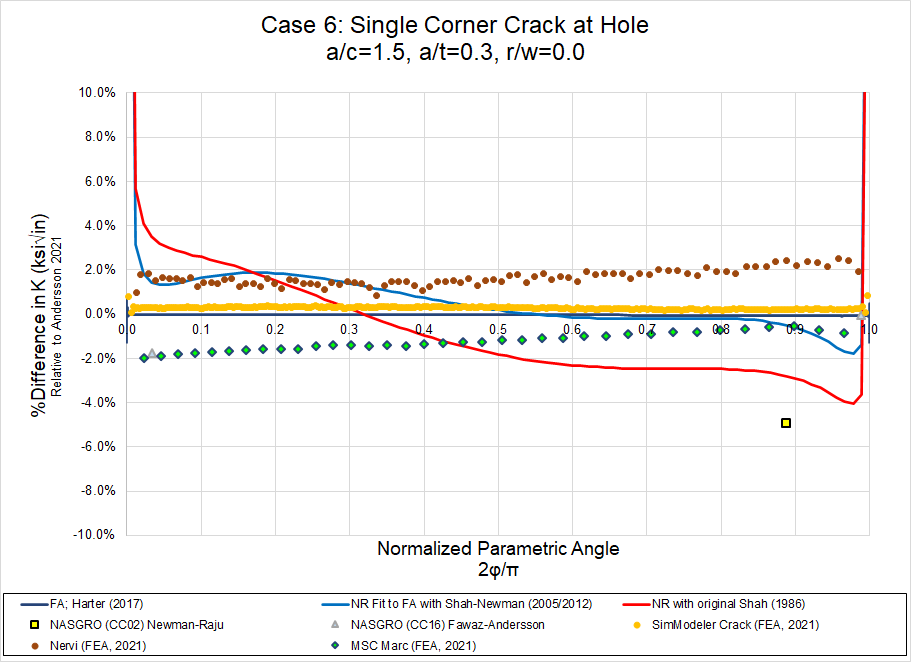 Case 6: Single Corner Crack at Hole
a/c=1.5, a/t=0.3, r/w=0.0
10.0%
8.0%
6.0%
4.0%
2.0%
0.0%
-2.0%
-4.0%
-6.0%
-8.0%
-10.0%
%Difference in K (ksi√in)
Relative to Andersson 2021
0.0 0.1 0.2 0.3 0.4 0.5 0.6 0.7 0.8 0.9 1.0
Normalized Parametric Angle
2φ/π
FA; Harter (2017) NR Fit to FA with Shah-Newman (2005/2012) NR with original Shah (1986)
NASGRO (CC02) Newman-Raju NASGRO (CC16) Fawaz-Andersson SimModeler Crack (FEA, 2021)
Nervi (FEA, 2021) MSC Marc (FEA, 2021)